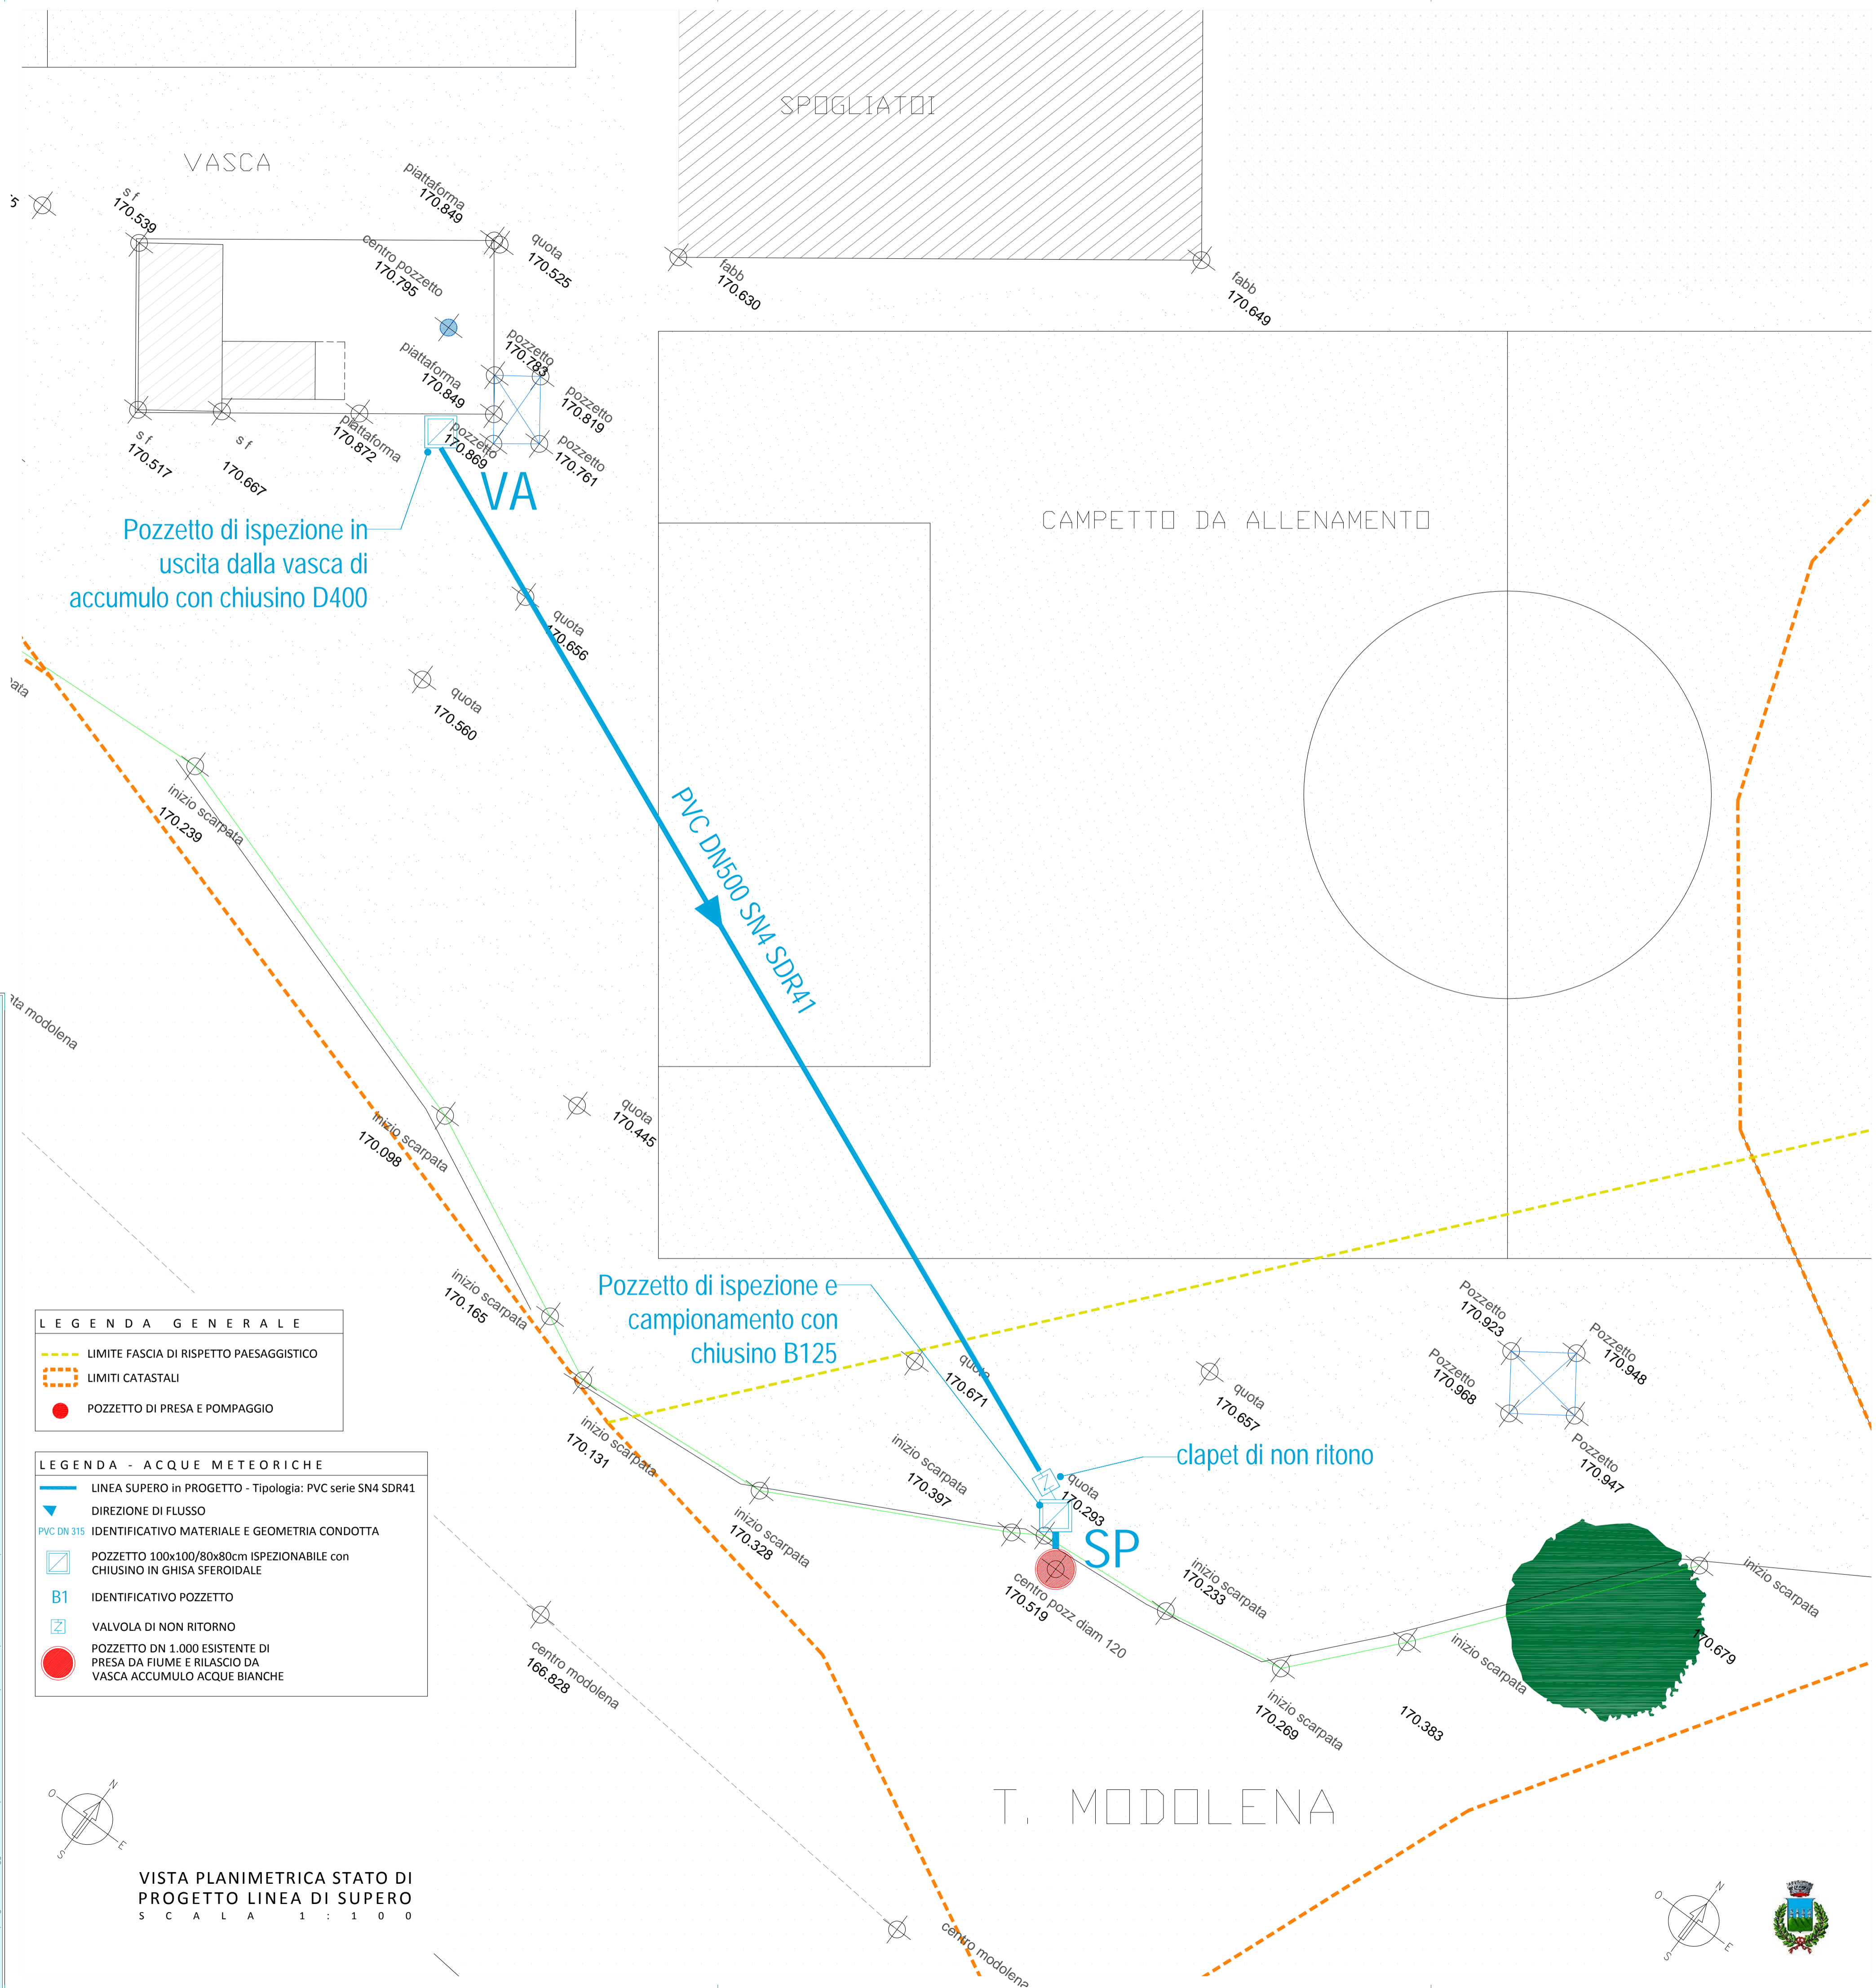 SPOGLIATOI
VASCA
s f
170.539
piattaforma
170.849
centro pozzetto
170.795
quota
170.525
fabb
170.630
fabb
170.649
pozzetto
170.783
piattaforma
170.849
pozzetto
170.819
s f
170.517
s f
170.667
piattaforma
170.872
pozzetto
170.869
pozzetto
170.761
VA
Pozzetto di ispezione in
uscita dalla vasca di
accumulo con chiusino D400
CAMPETTO DA ALLENAMENTO
quota
170.656
quota
170.560
inizio scarpata
170.239
PVC DN500 SN4 SDR41
ata modolena
quota
170.445
inizio scarpata
170.098
inizio scarpata
170.165
Pozzetto di ispezione e
campionamento con
chiusino B125
quota
170.671
quota
170.657
Pozzetto
170.923
Pozzetto
170.948
Pozzetto
170.968
Pozzetto
170.947
inizio scarpata
170.131
inizio scarpata
170.397
clapet di non ritono
quota
170.293
inizio scarpata
170.328
SP
centro pozz diam 120
170.519
inizio scarpata
170.233
inizio scarpata
170.679
inizio scarpata
170.383
inizio scarpata
170.269
centro modolena
166.828
T. MODOLENA
centro modolena
LEGENDA GENERALE
LIMITE FASCIA DI RISPETTO PAESAGGISTICO
LIMITI CATASTALI
POZZETTO DI PRESA E POMPAGGIO
LEGENDA - ACQUE METEORICHE
LINEA SUPERO in PROGETTO - Tipologia: PVC serie SN4 SDR41
DIREZIONE DI FLUSSO
PVC DN 315 IDENTIFICATIVO MATERIALE E GEOMETRIA CONDOTTA
POZZETTO 100x100/80x80cm ISPEZIONABILE con
CHIUSINO IN GHISA SFEROIDALE
B1 IDENTIFICATIVO POZZETTO
VALVOLA DI NON RITORNO
POZZETTO DN 1.000 ESISTENTE DI
PRESA DA FIUME E RILASCIO DA
VASCA ACCUMULO ACQUE BIANCHE
N
O
E
S
VISTA PLANIMETRICA STATO DI
PROGETTO LINEA DI SUPERO
SCALA 1:100
N
O
E
S